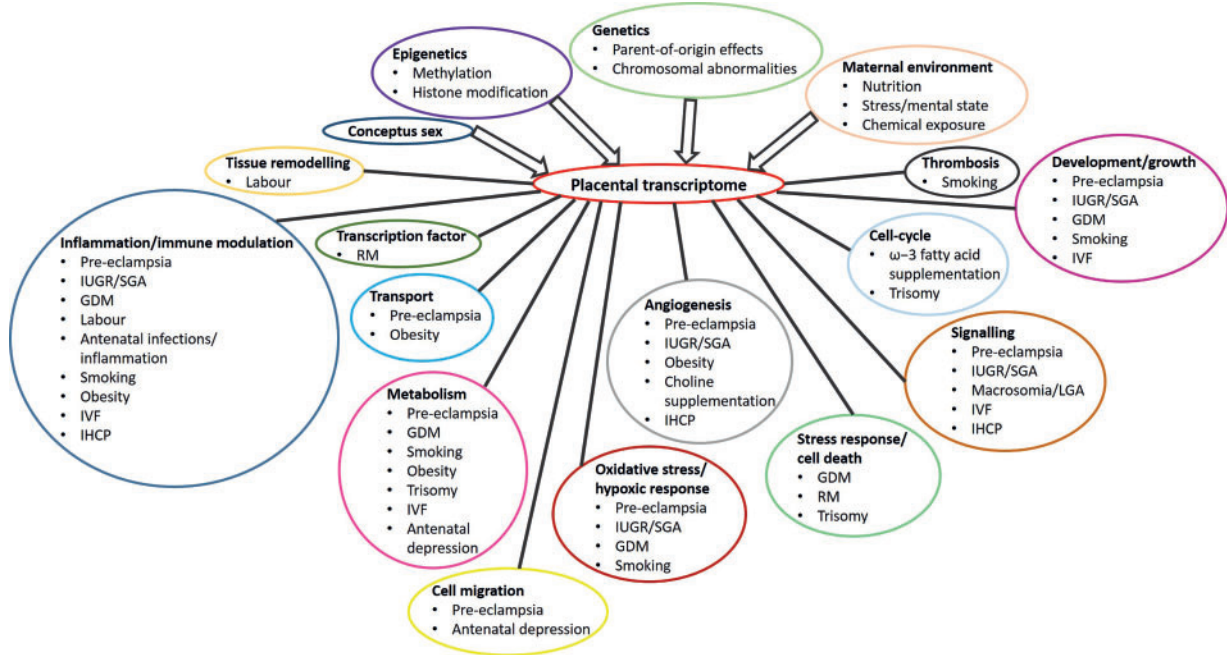 Genetics
• Parent-of-origin effects
• Chromosomal abnormalities
Epigenetics
• Methylation
• Histone modification
Maternal environment
• Nutrition
• Stress/mental state
• Chemical exposure
Conceptus sex
Tissue remodelling
• Labour
Placental transcriptome
Thrombosis
• Smoking
Development/growth
• Pre-eclampsia
• IUGR/SGA
• GDM
• Smoking
• IVF
Inflammation/immune modulation
• Pre-eclampsia
• IUGR/SGA
• GDM
• Labour
• Antenatal infections/
inflammation
• Smoking
• Obesity
• IVF
• IHCP
Transcription factor
• RM
Transport
• Pre-eclampsia
• Obesity
Metabolism
• Pre-eclampsia
• GDM
• Smoking
• Obesity
• Trisomy
• IVF
• Antenatal
depression
Cell migration
• Pre-eclampsia
• Antenatal depression
Oxidative stress/
hypoxic response
• Pre-eclampsia
• IUGR/SGA
• GDM
• Smoking
Angiogenesis
• Pre-eclampsia
• IUGR/SGA
• Obesity
• Choline
supplementation
• IHCP
Stress response/
cell death
• GDM
• RM
• Trisomy
Cell-cycle
• ω−3 fatty acid
supplementation
• Trisomy
Signalling
• Pre-eclampsia
• IUGR/SGA
• Macrosomia/LGA
• IVF
• IHCP